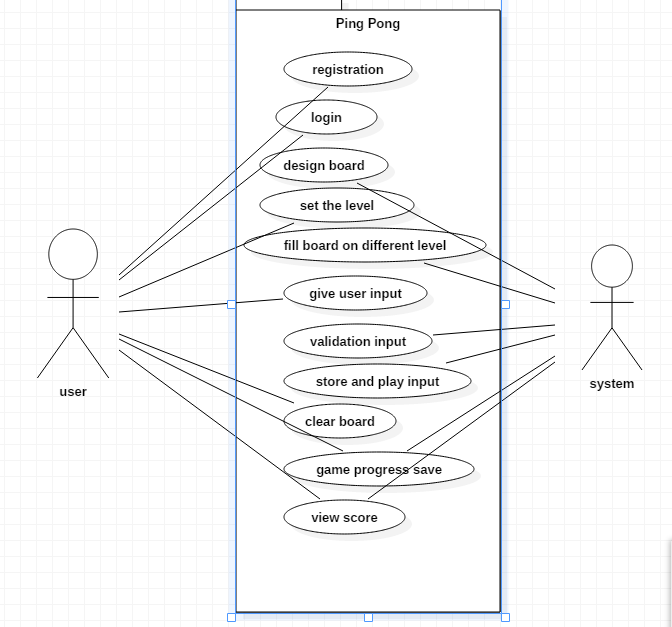 Ping Pong
registration
login
design board
set the level
fill board on different level
give user input
validation input
store and play input
clear board
game progress save
view score
user
system